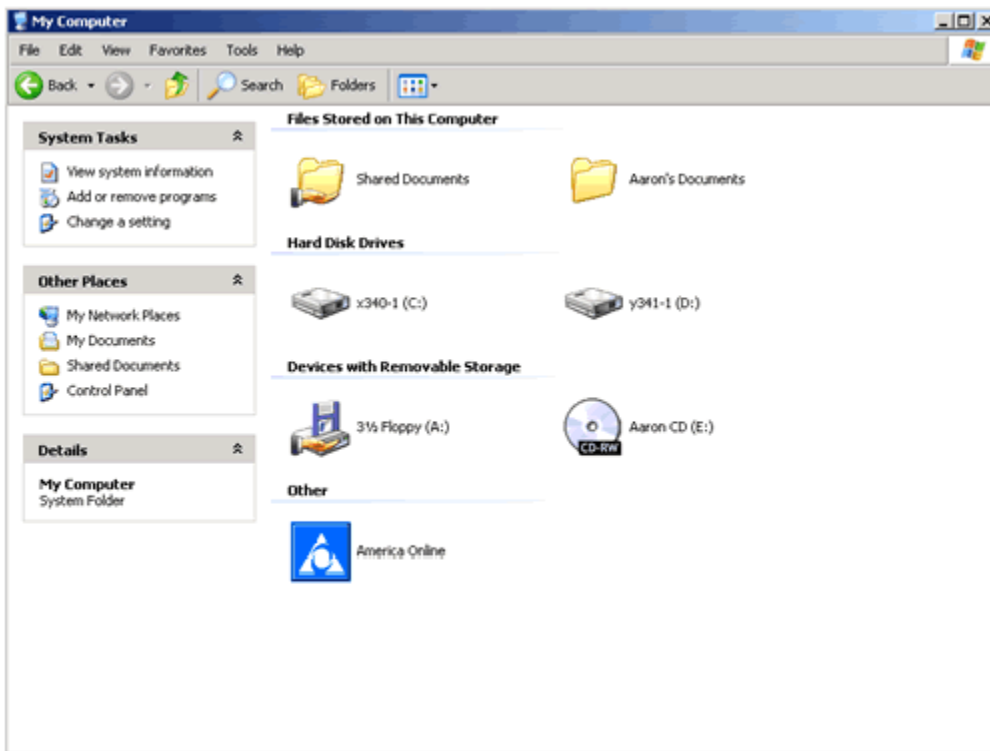 My Computer
File Edit View Favorites Tools Help
Back Search Folders
System Tasks
View system information
Add or remove programs
Change a setting
Other Places
My Network Places
My Documents
Shared Documents
Control Panel
Details
My Computer
System Folder
Files Stored on This Computer
Shared Documents Aaron's Documents
Hard Disk Drives
x340-1 (C:) y341-1 (D:)
Devices with Removable Storage
3½ Floppy (A:) Aaron CD (E:)
CD-RW
Other
America Online